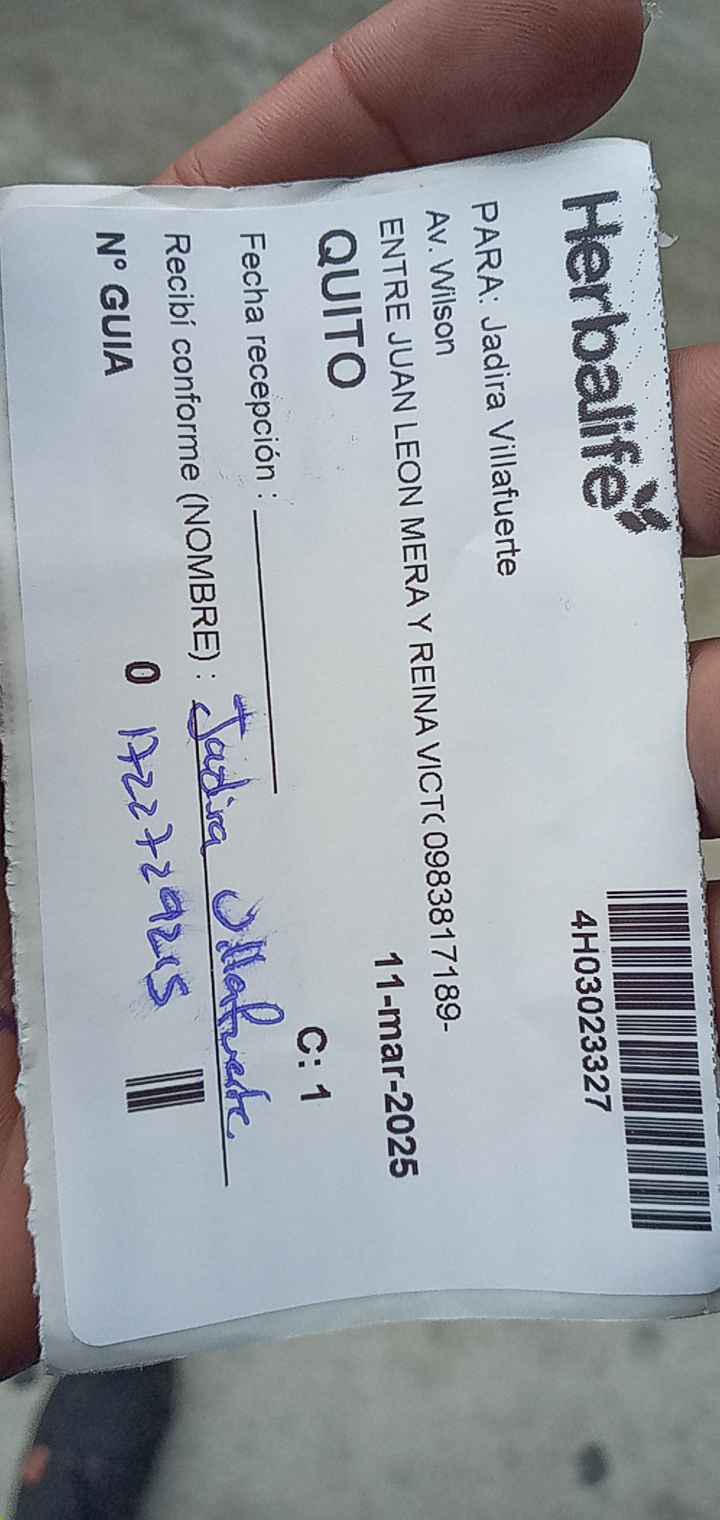 Herbalife
4H03023327
PARA: Jadira Villafuerte
Av. Wilson
ENTRE JUAN LEON MERA Y REINA VICT( 0983817189-
QUITO
11-mar-2025
C: 1
Fecha recepción :
Recibí conforme (NOMBRE) : Jadira Villafuerte
Nº GUIA
0